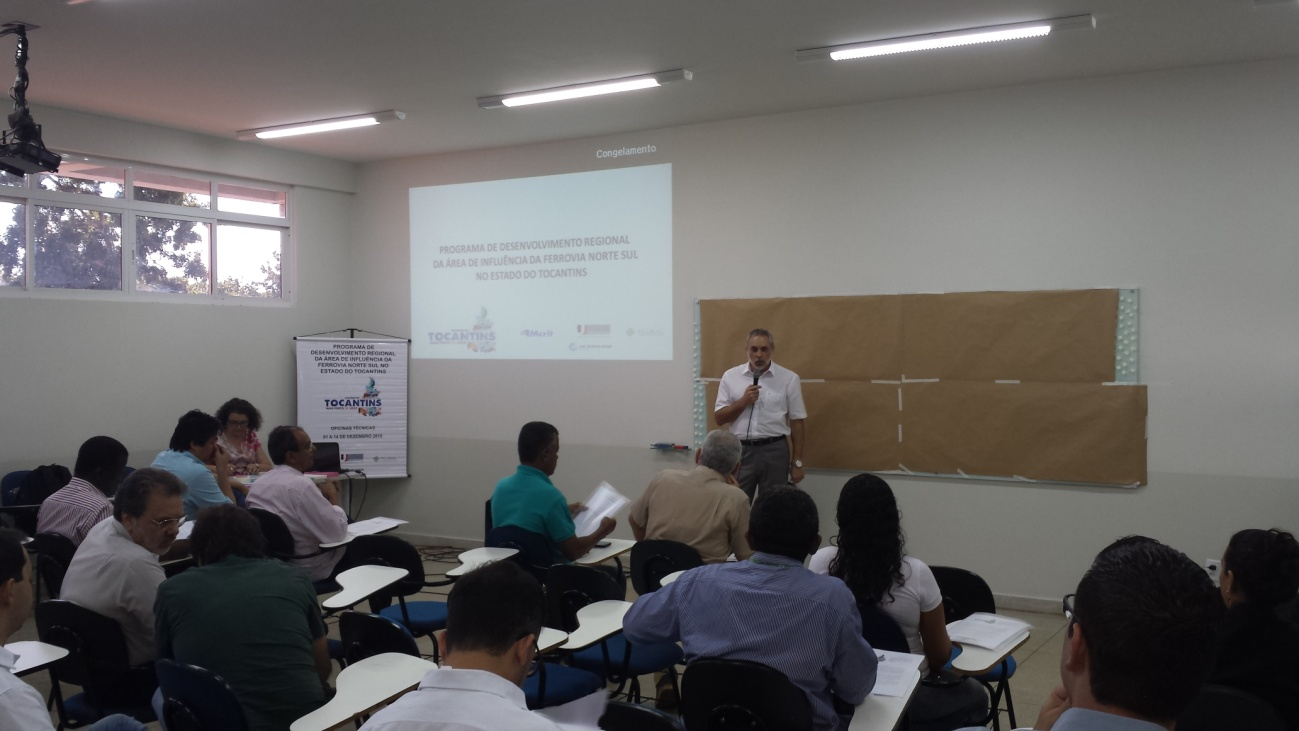 Congelamento
PROGRAMA DE DESENVOLVIMENTO REGIONAL
DA ÁREA DE INFLUÊNCIA DA FERROVIA NORTE SUL
NO ESTADO DO TOCANTINS
TOCANTINS
PROGRAMA DE
DESENVOLVIMENTO REGIONAL
DA ÁREA DE INFLUÊNCIA DA
FERROVIA NORTE SUL NO
ESTADO DO TOCANTINS
TOCANTINS
OFICINAS TÉCNICAS